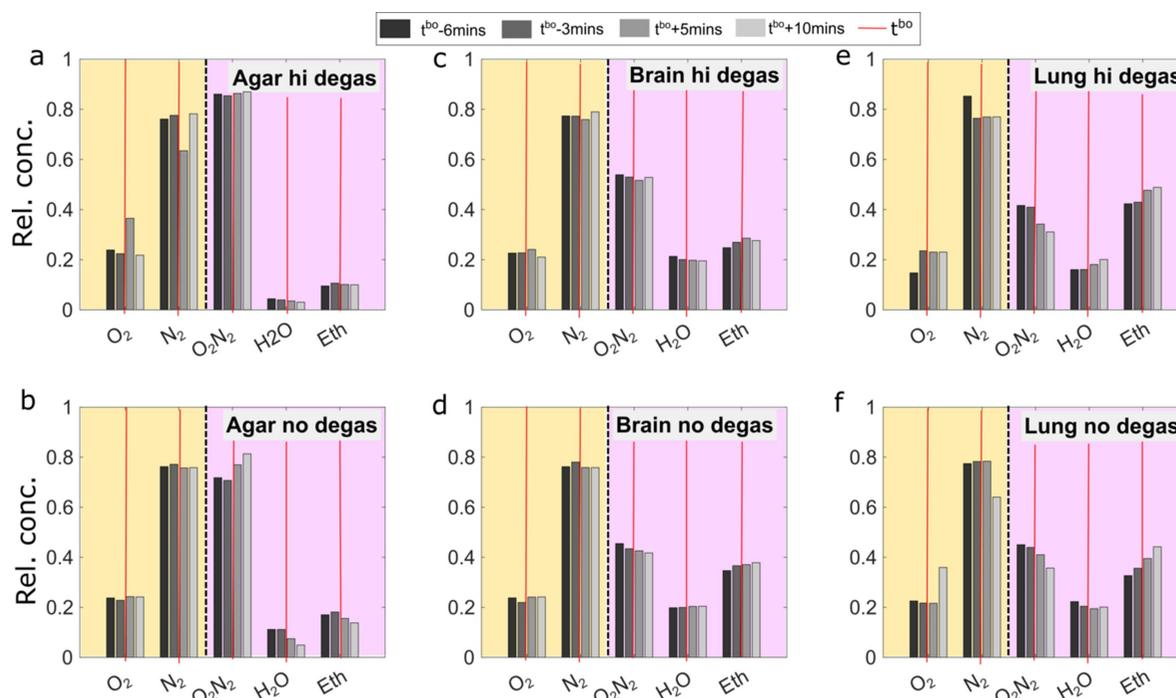 t^bo-6mins t^bo-3mins t^bo+5mins t^bo+10mins t^bo
a c e
1 1 1
Agar hi degas Brain hi degas Lung hi degas
0.8 0.8 0.8
0.6 0.6 0.6
Rel. conc.
0.4 0.4 0.4
0.2 0.2 0.2
0 0 0
O₂ N₂ O₂N₂ H2O Eth O₂ N₂ O₂N₂ H₂O Eth O₂ N₂ O₂N₂ H₂O Eth
b d f
1 1 1
Agar no degas Brain no degas Lung no degas
0.8 0.8 0.8
0.6 0.6 0.6
Rel. conc.
0.4 0.4 0.4
0.2 0.2 0.2
0 0 0
O₂ N₂ O₂N₂ H₂O Eth O₂ N₂ O₂N₂ H₂O Eth O₂ N₂ O₂N₂ H₂O Eth